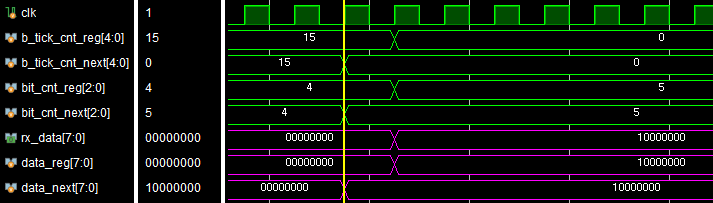 clk 1
b_tick_cnt_reg[4:0] 15 15 0
b_tick_cnt_next[4:0] 0 15 0
bit_cnt_reg[2:0] 4 4 5
bit_cnt_next[2:0] 5 4 5
rx_data[7:0] 00000000 00000000 10000000
data_reg[7:0] 00000000 00000000 10000000
data_next[7:0] 10000000 00000000 10000000